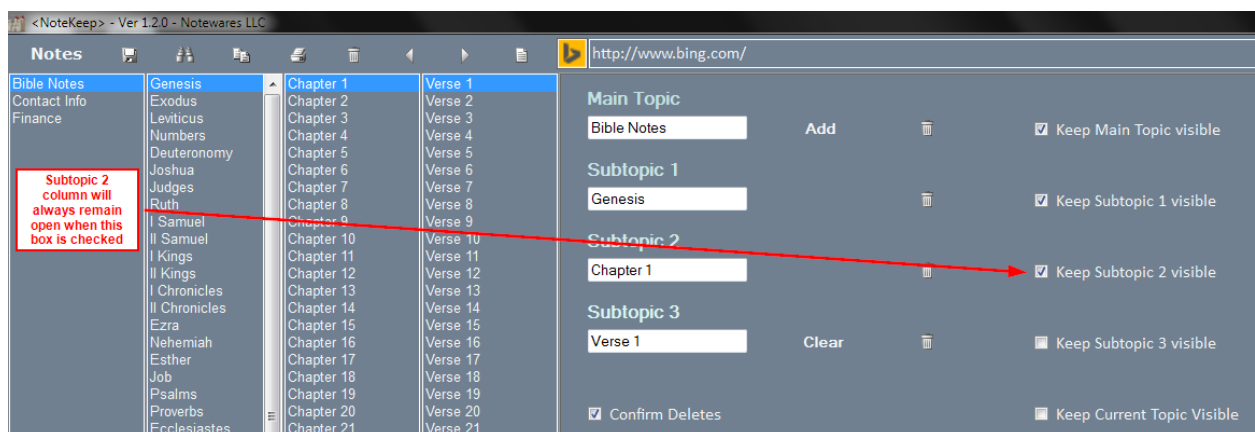 <NoteKeep> - Ver 1.2.0 - Notewares LLC
Notes
http://www.bing.com/
Bible Notes
Contact Info
Finance
Subtopic 2
column will
always remain
open when this
box is checked
Genesis
Exodus
Leviticus
Numbers
Deuteronomy
Joshua
Judges
Ruth
I Samuel
II Samuel
I Kings
II Kings
I Chronicles
II Chronicles
Ezra
Nehemiah
Esther
Job
Psalms
Proverbs
Ecclesiastes
Chapter 1
Chapter 2
Chapter 3
Chapter 4
Chapter 5
Chapter 6
Chapter 7
Chapter 8
Chapter 9
Chapter 10
Chapter 11
Chapter 12
Chapter 13
Chapter 14
Chapter 15
Chapter 16
Chapter 17
Chapter 18
Chapter 19
Chapter 20
Chapter 21
Verse 1
Verse 2
Verse 3
Verse 4
Verse 5
Verse 6
Verse 7
Verse 8
Verse 9
Verse 10
Verse 11
Verse 12
Verse 13
Verse 14
Verse 15
Verse 16
Verse 17
Verse 18
Verse 19
Verse 20
Verse 21
Main Topic
Bible Notes Add Keep Main Topic visible
Subtopic 1
Genesis Keep Subtopic 1 visible
Subtopic 2
Chapter 1 Keep Subtopic 2 visible
Subtopic 3
Verse 1 Clear Keep Subtopic 3 visible
Confirm Deletes Keep Current Topic Visible